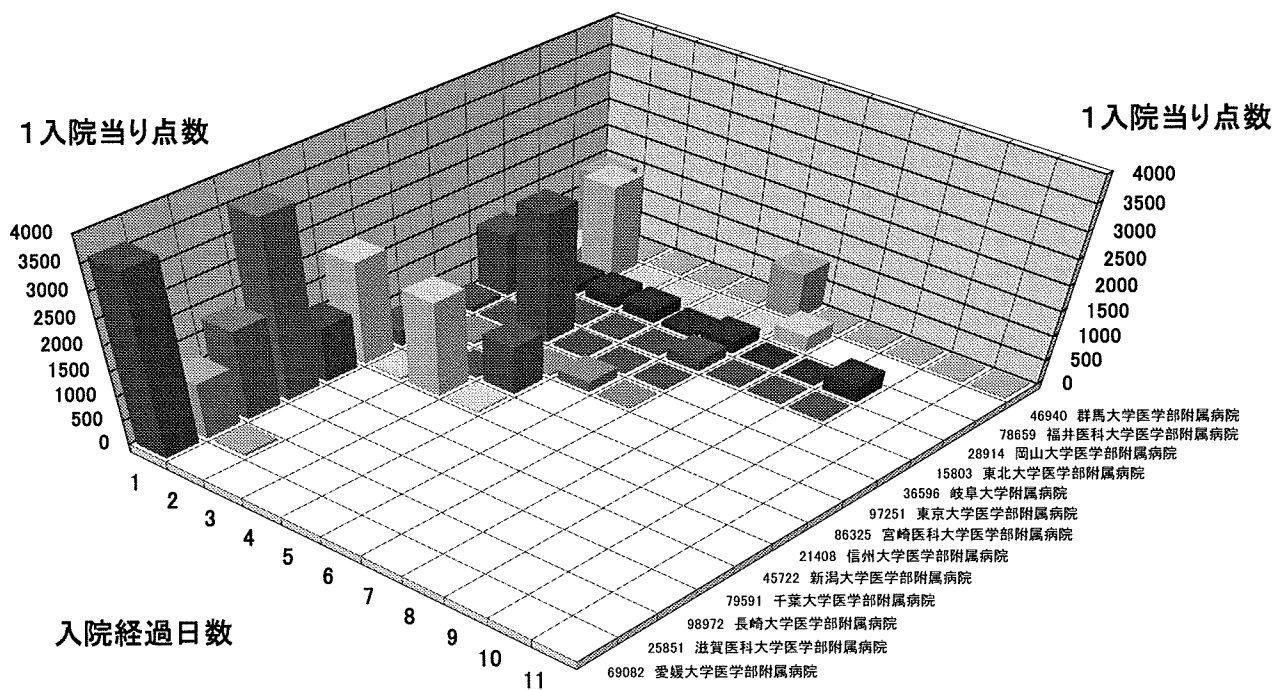 1入院当り点数
4000
3500
3000
2500
2000
1500
1000
500
0
1入院当り点数
4000
3500
3000
2500
2000
1500
1000
500
0
1
2
3
4
5
6
7
8
9
10
11
入院経過日数
46940 群馬大学医学部附属病院
78659 福井医科大学医学部附属病院
28914 岡山大学医学部附属病院
15803 東北大学医学部附属病院
36596 岐阜大学附属病院
97251 東京大学医学部附属病院
86325 宮崎医科大学医学部附属病院
21408 信州大学医学部附属病院
45722 新潟大学医学部附属病院
79591 千葉大学医学部附属病院
98972 長崎大学医学部附属病院
25851 滋賀医科大学医学部附属病院
69082 愛媛大学医学部附属病院